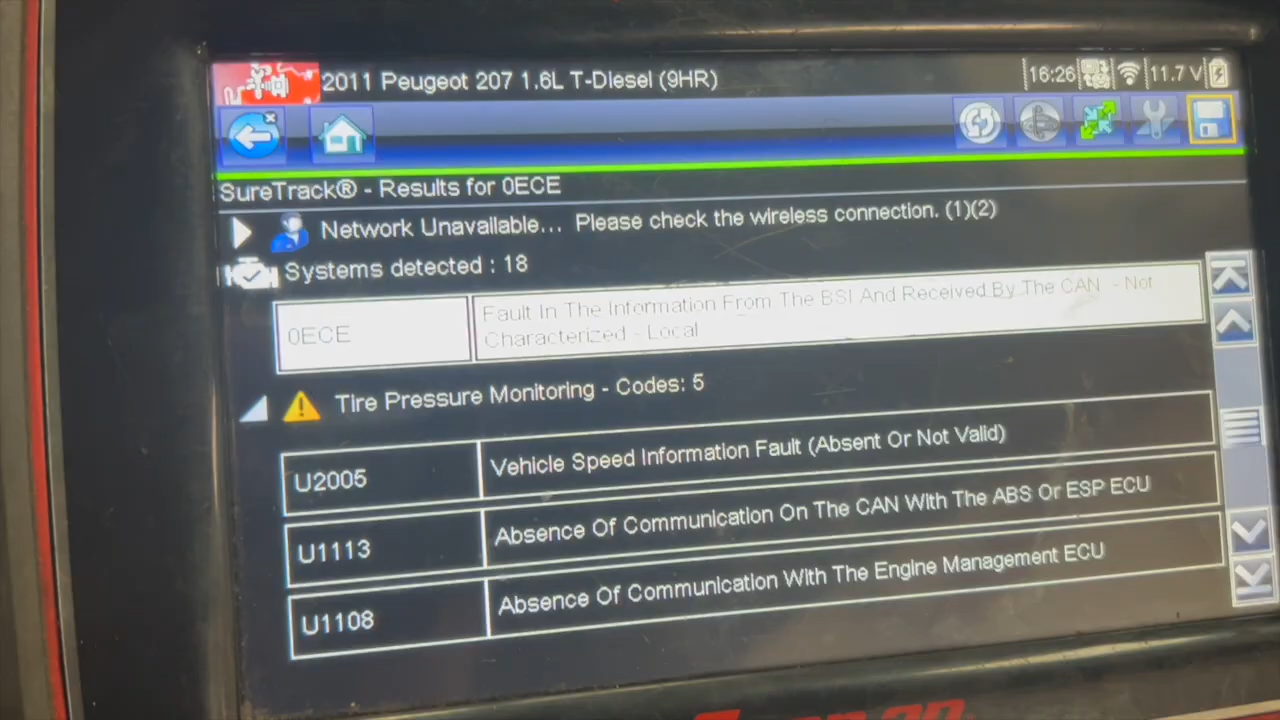 2011 Peugeot 207 1.6L T-Diesel (9HR)
16:26
11.7 V
SureTrack® - Results for 0ECE
Network Unavailable... Please check the wireless connection. (1)(2)
Systems detected : 18
0ECE
Fault In The Information From The BSI And Received By The CAN - Not
Characterized - Local
Tire Pressure Monitoring - Codes: 5
U2005
Vehicle Speed Information Fault (Absent Or Not Valid)
U1113
Absence Of Communication On The CAN With The ABS Or ESP ECU
U1108
Absence Of Communication With The Engine Management ECU